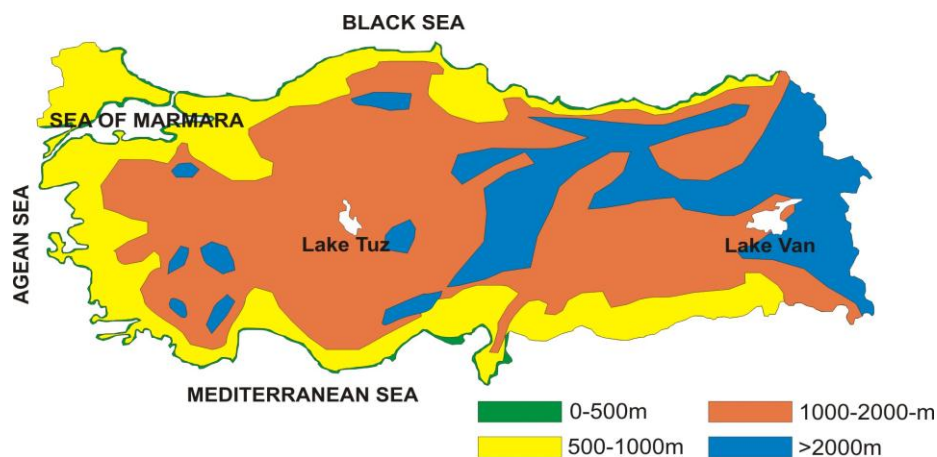 BLACK SEA
SEA OF MARMARA
AGEAN SEA
Lake Tuz
Lake Van
MEDITERRANEAN SEA
0-500m
1000-2000-m
500-1000m
>2000m